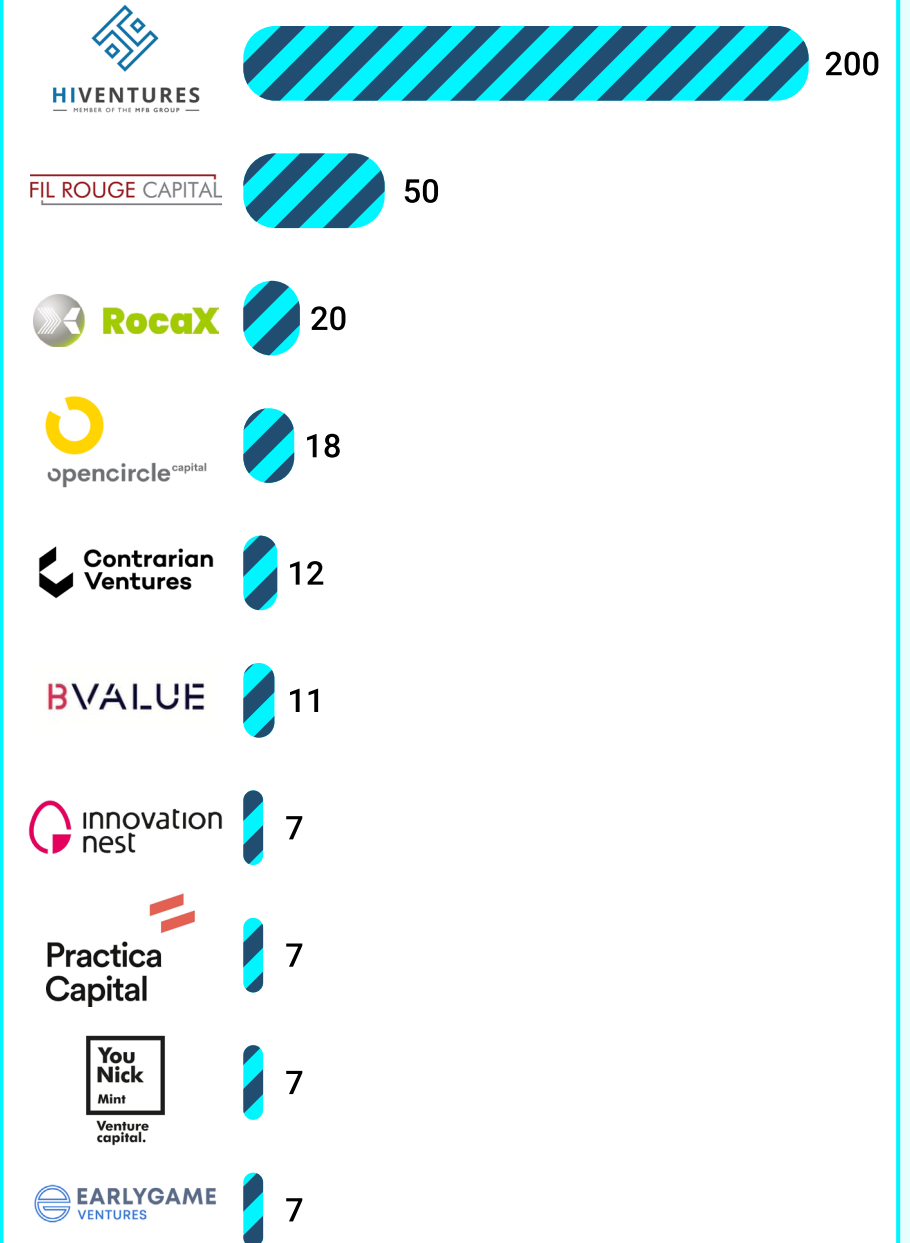 HIVENTURES
MEMBER OF THE MFB GROUP
200
FIL ROUGE CAPITAL
50
RocaX
20
opencircle capital
18
Contrarian
Ventures
12
BVALUE
11
innovation
nest
7
Practica
Capital
7
You
Nick
Mint
Venture
capital.
7
EARLYGAME
VENTURES
7